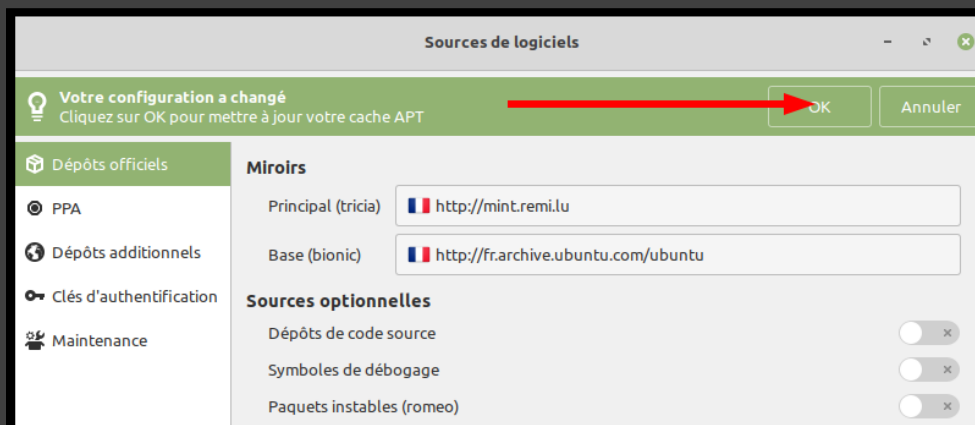 Sources de logiciels
Votre configuration a changé
Cliquez sur OK pour mettre à jour votre cache APT
OK
Annuler
Dépôts officiels
PPA
Dépôts additionnels
Clés d'authentification
Maintenance
Miroirs
Principal (tricia) http://mint.remi.lu
Base (bionic) http://fr.archive.ubuntu.com/ubuntu
Sources optionnelles
Dépôts de code source
Symboles de débogage
Paquets instables (romeo)